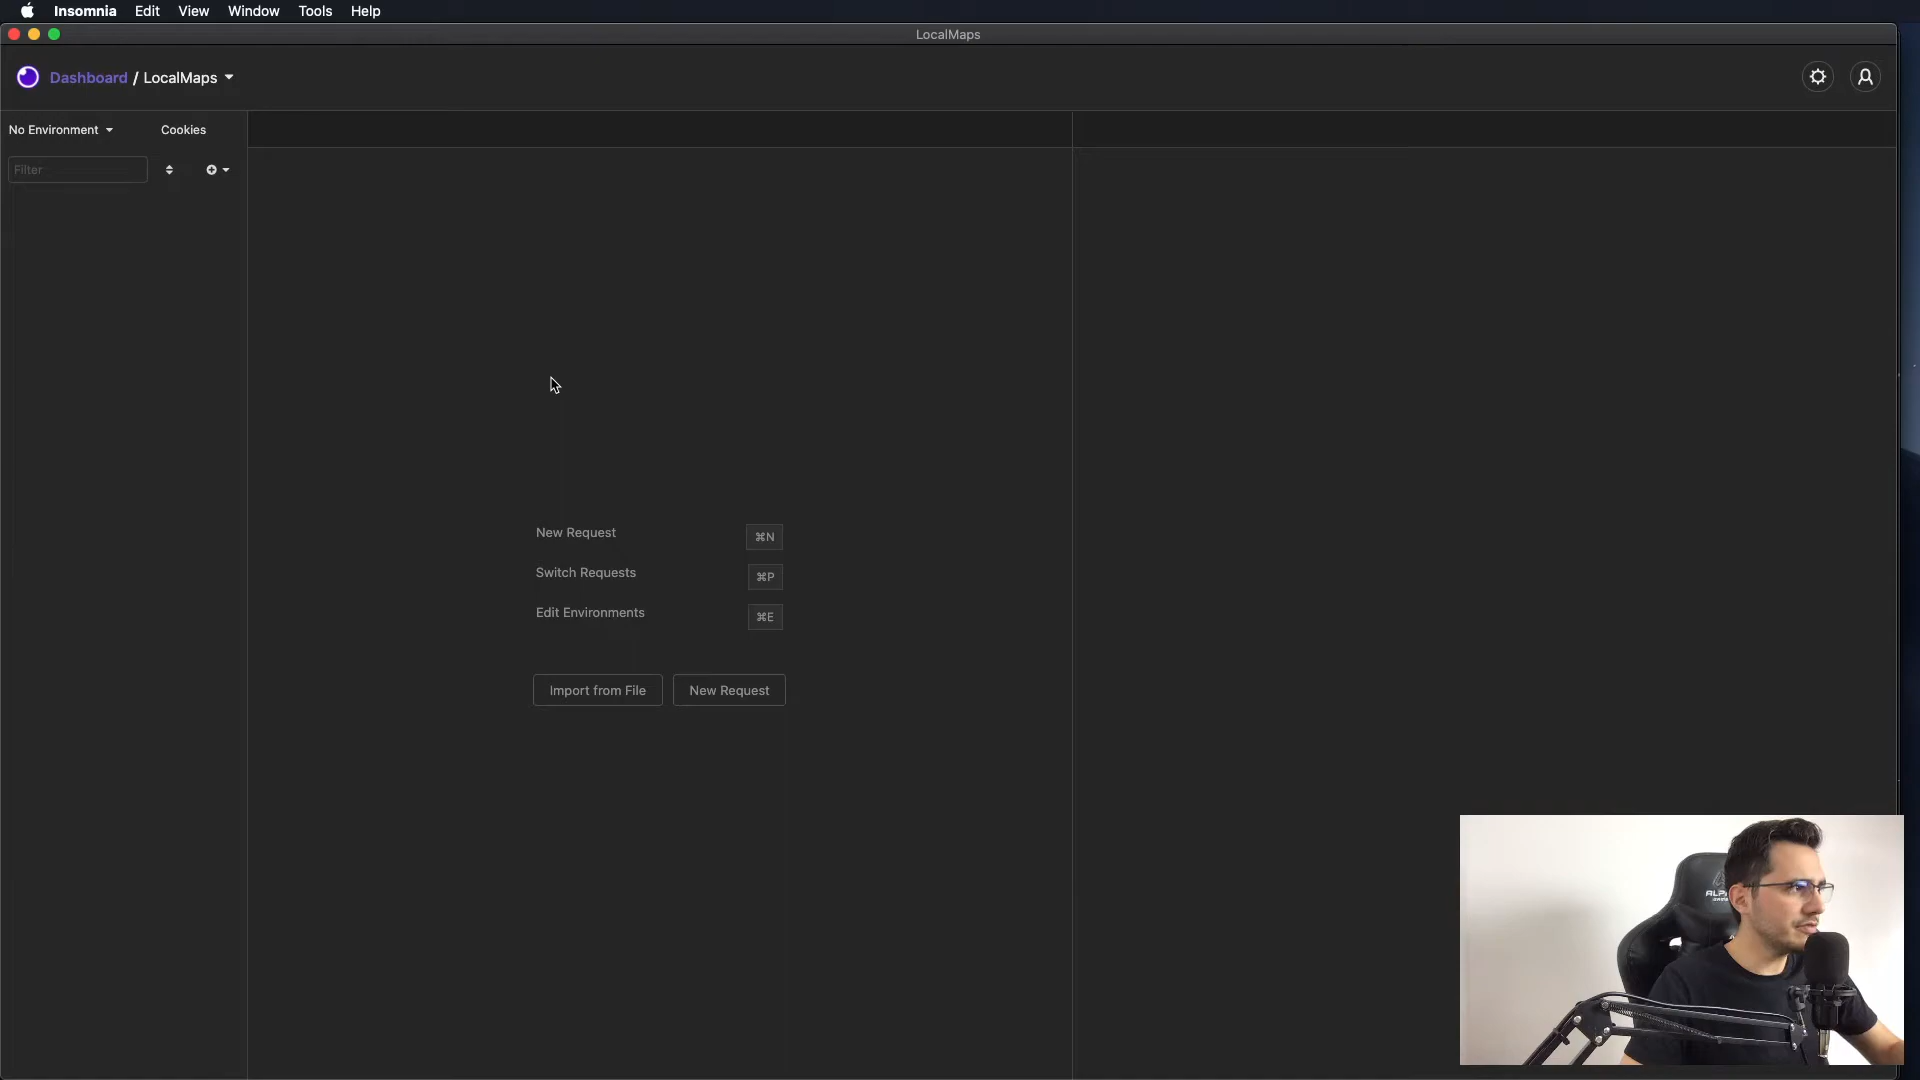 Insomnia Edit View Window Tools Help
LocalMaps
Dashboard / LocalMaps
No Environment Cookies
Filter
New Request ⌘N
Switch Requests ⌘P
Edit Environments ⌘E
Import from File New Request